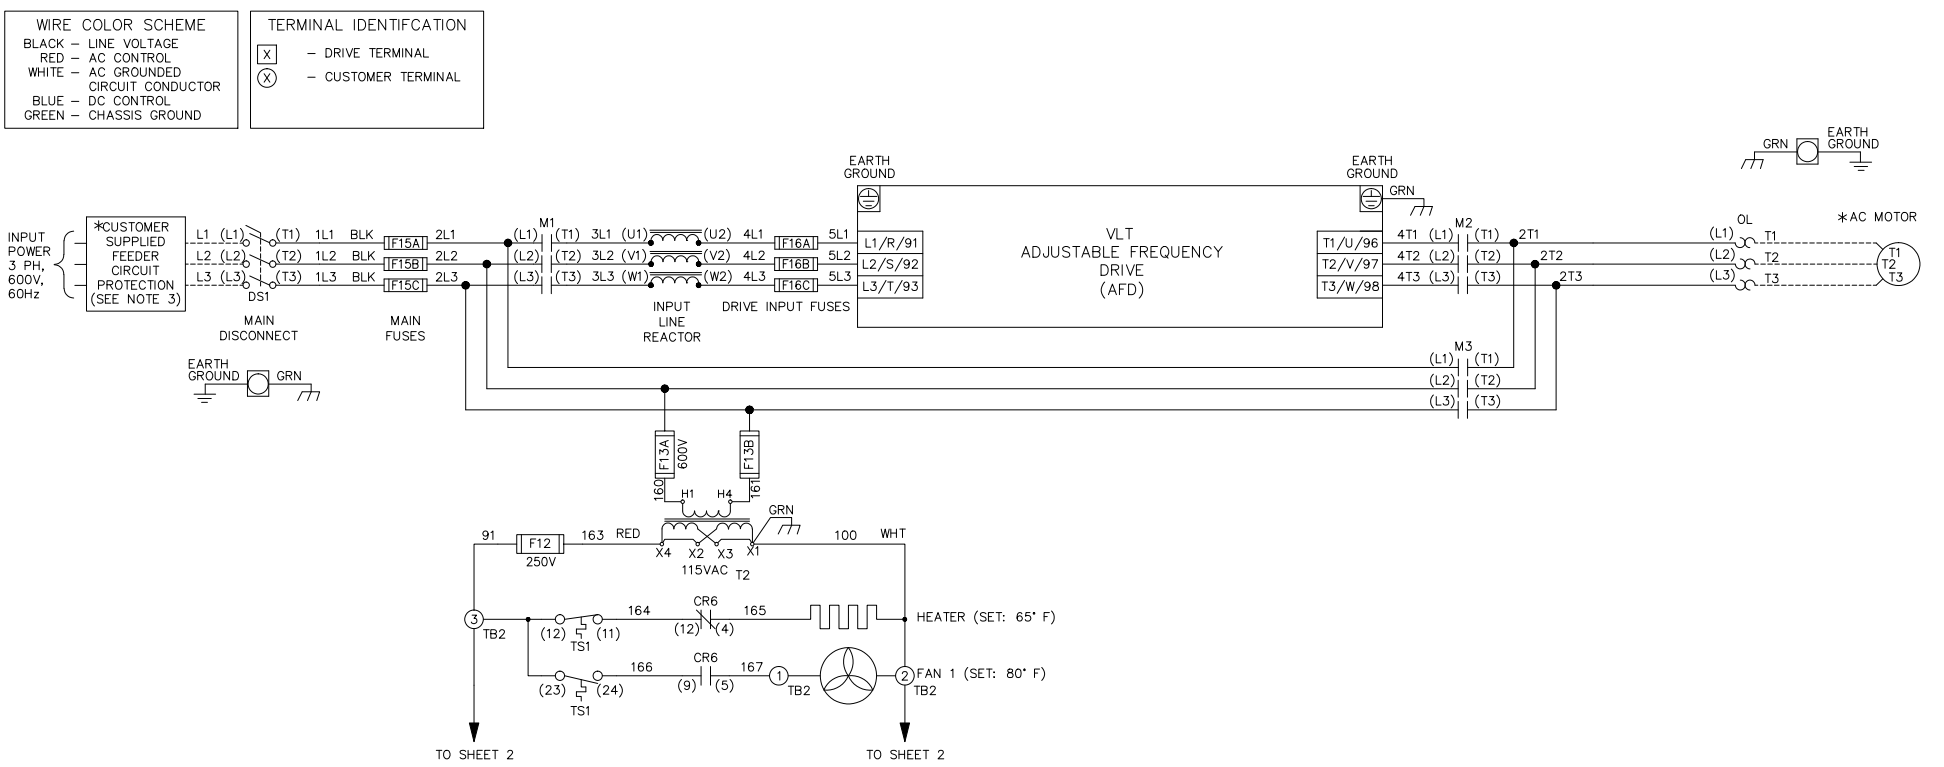 WIRE COLOR SCHEME
BLACK – LINE VOLTAGE
RED – AC CONTROL
WHITE – AC GROUNDED
CIRCUIT CONDUCTOR
BLUE – DC CONTROL
GREEN – CHASSIS GROUND
TERMINAL IDENTIFCATION
X – DRIVE TERMINAL
X – CUSTOMER TERMINAL
INPUT
POWER
3 PH,
600V,
60Hz
*CUSTOMER
SUPPLIED
FEEDER
CIRCUIT
PROTECTION
(SEE NOTE 3)
L1 (L1) (T1) 1L1 BLK F15A 2L1
L2 (L2) (T2) 1L2 BLK F15B 2L2
L3 (L3) (T3) 1L3 BLK F15C 2L3
DS1
MAIN
DISCONNECT
MAIN
FUSES
EARTH
GROUND
GRN
M1
(L1) (T1) 3L1 (U1) (U2) 4L1 F16A 5L1
(L2) (T2) 3L2 (V1) (V2) 4L2 F16B 5L2
(L3) (T3) 3L3 (W1) (W2) 4L3 F16C 5L3
INPUT
LINE
REACTOR
DRIVE INPUT FUSES
EARTH
GROUND
L1/R/91
L2/S/92
L3/T/93
VLT
ADJUSTABLE FREQUENCY
DRIVE
(AFD)
EARTH
GROUND
GRN
T1/U/96
T2/V/97
T3/W/98
M2
4T1 (L1) (T1) 2T1
4T2 (L2) (T2) 2T2
4T3 (L3) (T3) 2T3
M3
(L1) (T1)
(L2) (T2)
(L3) (T3)
GRN
EARTH
GROUND
OL
(L1) T1
(L2) T2
(L3) T3
*AC MOTOR
T1
T2
T3
F13A
600V
F13B
160
161
H1 H4
GRN
91 F12 163 RED
250V
X4 X2 X3 X1
100 WHT
115VAC T2
3
TB2
(12) (11)
TS1
164
CR6
(12) (4)
165
HEATER (SET: 65° F)
(23) (24)
TS1
166
CR6
(9) (5)
167
1
TB2
2
TB2
FAN 1 (SET: 80° F)
TO SHEET 2
TO SHEET 2